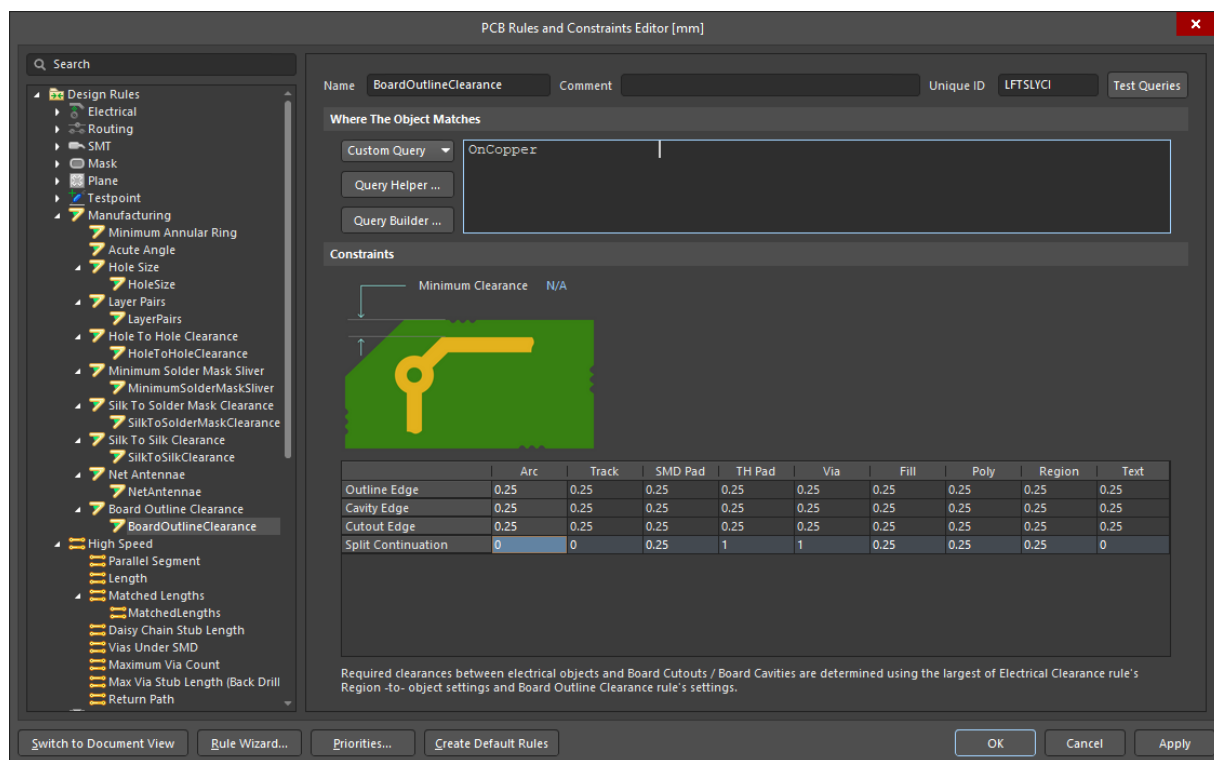 PCB Rules and Constraints Editor [mm]
Search
Design Rules
Electrical
Routing
SMT
Mask
Plane
Testpoint
Manufacturing
Minimum Annular Ring
Acute Angle
Hole Size
HoleSize
Layer Pairs
LayerPairs
Hole To Hole Clearance
HoleToHoleClearance
Minimum Solder Mask Sliver
MinimumSolderMaskSliver
Silk To Solder Mask Clearance
SilkToSolderMaskClearance
Silk To Silk Clearance
SilkToSilkClearance
Net Antennae
NetAntennae
Board Outline Clearance
BoardOutlineClearance
High Speed
Parallel Segment
Length
Matched Lengths
MatchedLengths
Daisy Chain Stub Length
Vias Under SMD
Maximum Via Count
Max Via Stub Length (Back Drill
Return Path
Name BoardOutlineClearance Comment Unique ID LFTSLYCI Test Queries
Where The Object Matches
Custom Query OnCopper
Query Helper ...
Query Builder ...
Constraints
Minimum Clearance N/A
Arc Track SMD Pad TH Pad Via Fill Poly Region Text
Outline Edge 0.25 0.25 0.25 0.25 0.25 0.25 0.25 0.25 0.25
Cavity Edge 0.25 0.25 0.25 0.25 0.25 0.25 0.25 0.25 0.25
Cutout Edge 0.25 0.25 0.25 0.25 0.25 0.25 0.25 0.25 0.25
Split Continuation 0 0 0.25 1 1 0.25 0.25 0.25 0
Required clearances between electrical objects and Board Cutouts / Board Cavities are determined using the largest of Electrical Clearance rule's
Region -to- object settings and Board Outline Clearance rule's settings.
Switch to Document View Rule Wizard... Priorities... Create Default Rules OK Cancel Apply